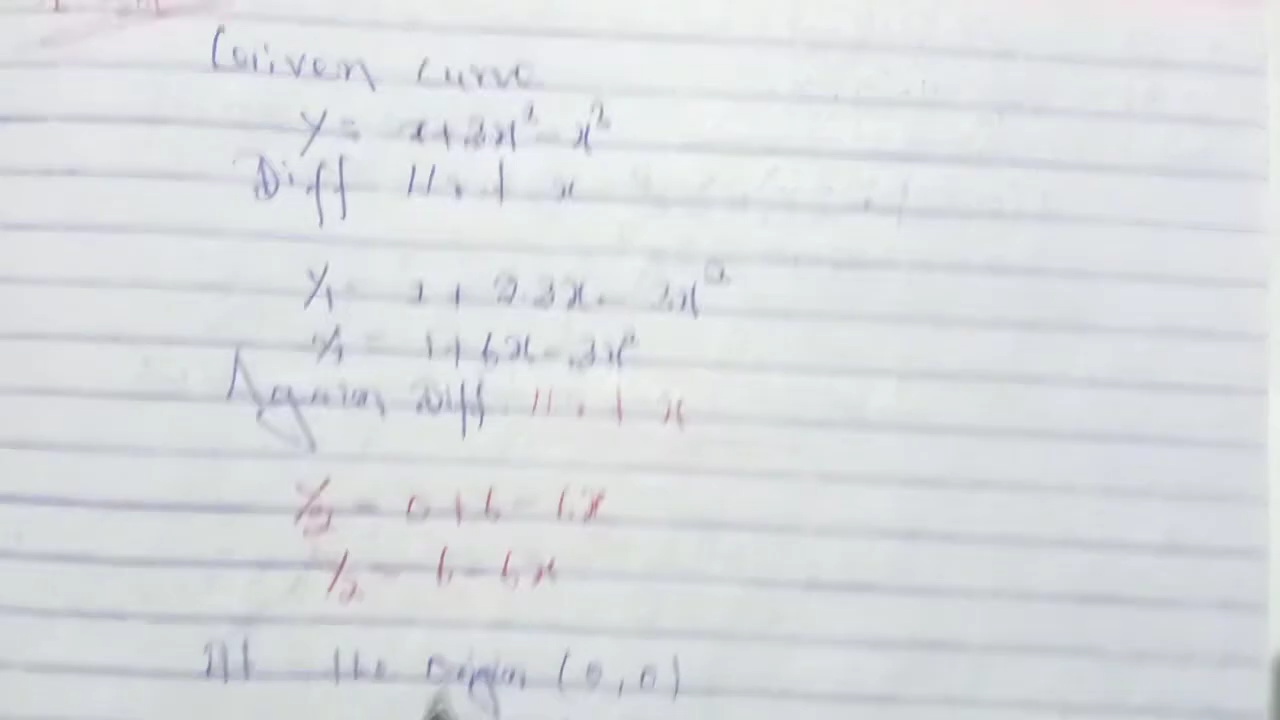 Given curve
y = x + 3x² - x³
Diff w.r.t x
y₁ = 1 + 2.3x - 3x²
y₁ = 1 + 6x - 3x²
Again Diff w.r.t x
y₂ = 0 + 6 - 6x
y₂ = 6 - 6x
At the origin (0,0)